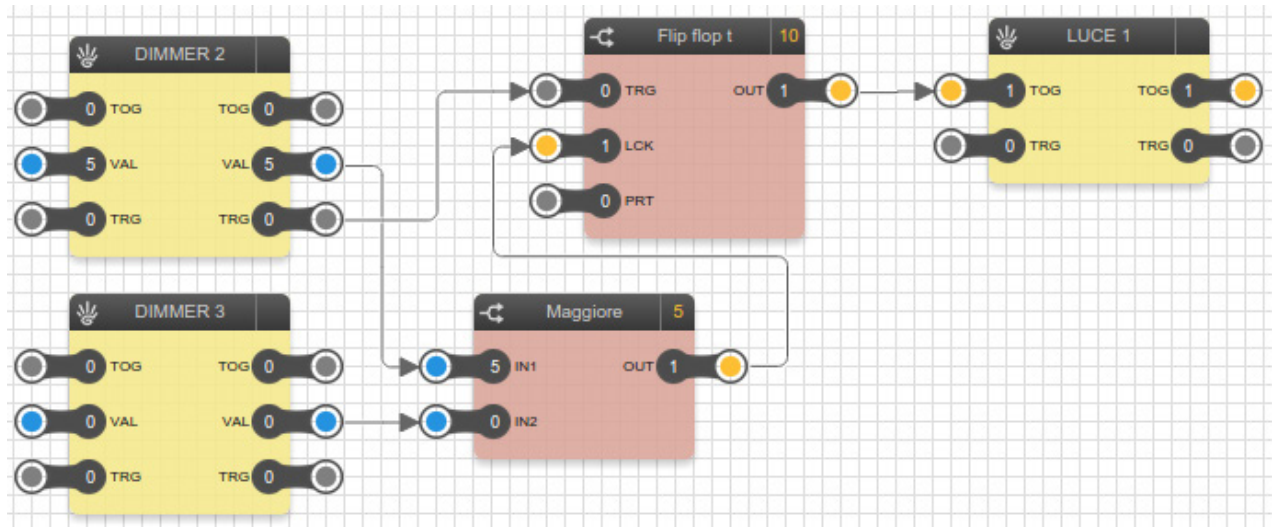 DIMMER 2
0 TOG TOG 0
5 VAL VAL 5
0 TRG TRG 0
Flip flop t 10
0 TRG OUT 1
1 LCK
0 PRT
LUCE 1
1 TOG TOG 1
0 TRG TRG 0
DIMMER 3
0 TOG TOG 0
0 VAL VAL 0
0 TRG TRG 0
Maggiore 5
5 IN1 OUT 1
0 IN2